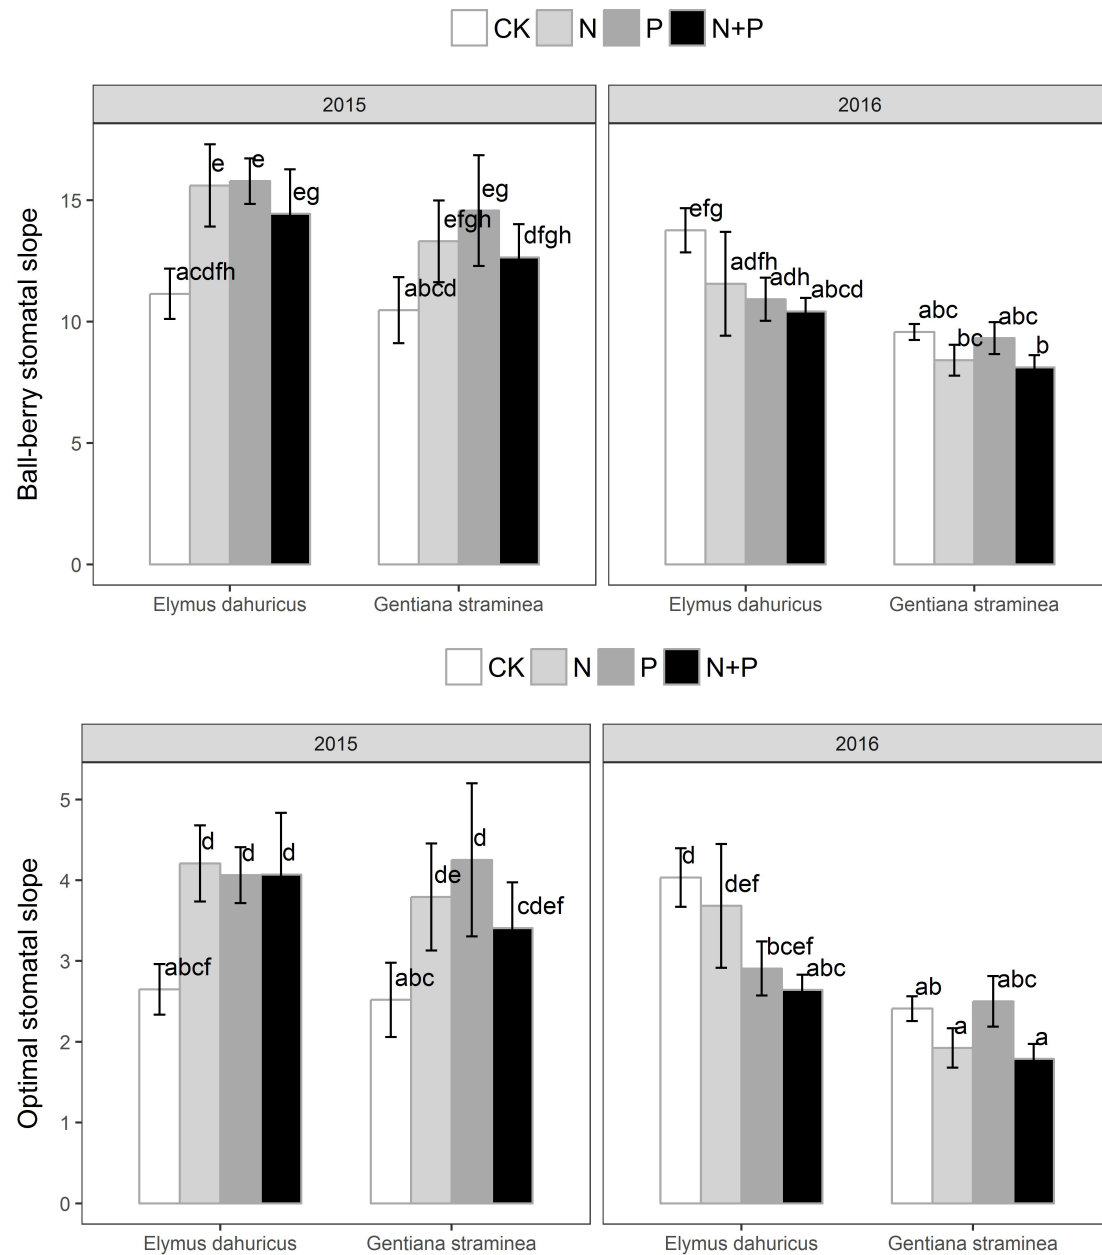 CK N P N+P
2015 2016
Ball-berry stomatal slope
15
10
5
0
acdfh e e eg abcd efgh eg dfgh
efg adfh adh abcd abc bc abc b
Elymus dahuricus Gentiana straminea Elymus dahuricus Gentiana straminea
CK N P N+P
2015 2016
Optimal stomatal slope
5
4
3
2
1
0
abcf d d d abc de d cdef
d def bcef abc ab a abc a
Elymus dahuricus Gentiana straminea Elymus dahuricus Gentiana straminea